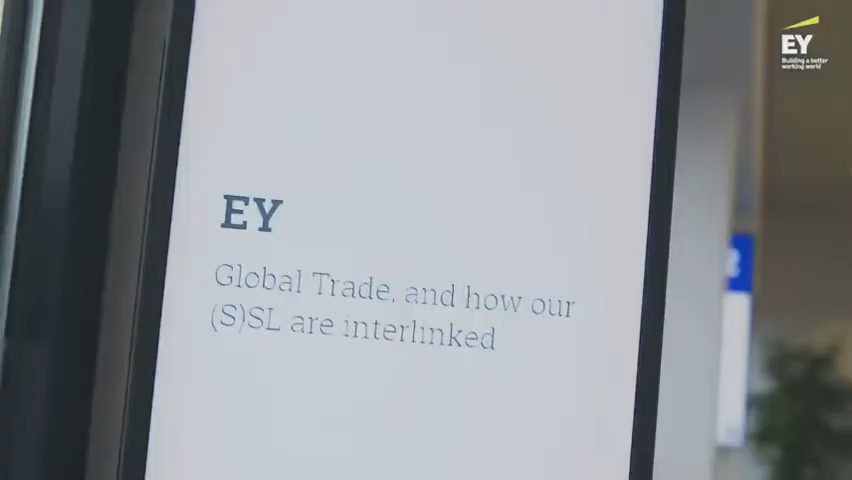 EY
Building a better
working world
EY
Global Trade, and how our
(S)SL are interlinked